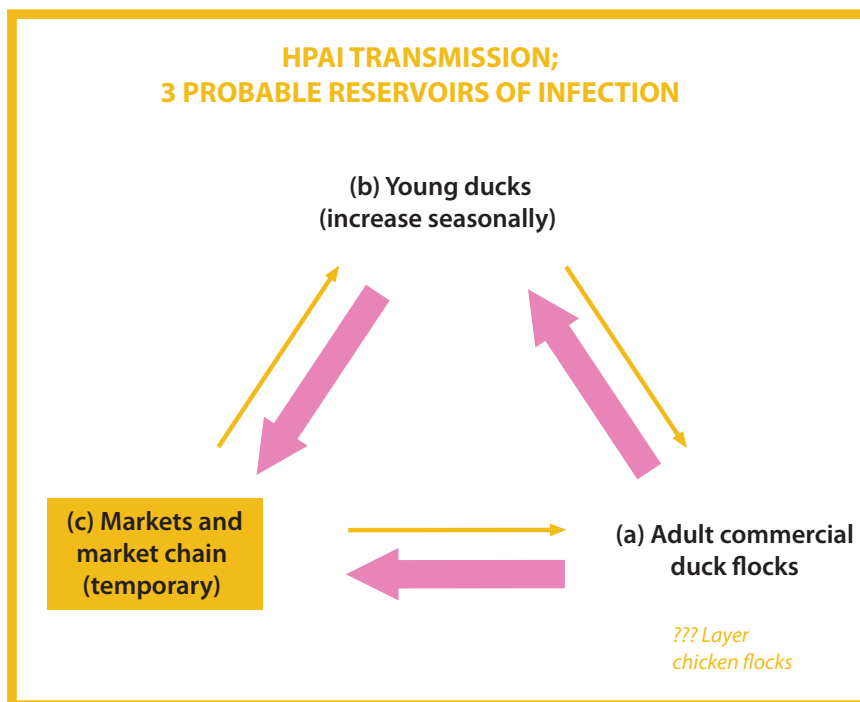 HPAI TRANSMISSION;
3 PROBABLE RESERVOIRS OF INFECTION
(b) Young ducks
(increase seasonally)
(c) Markets and
market chain
(temporary)
(a) Adult commercial
duck flocks
??? Layer
chicken flocks